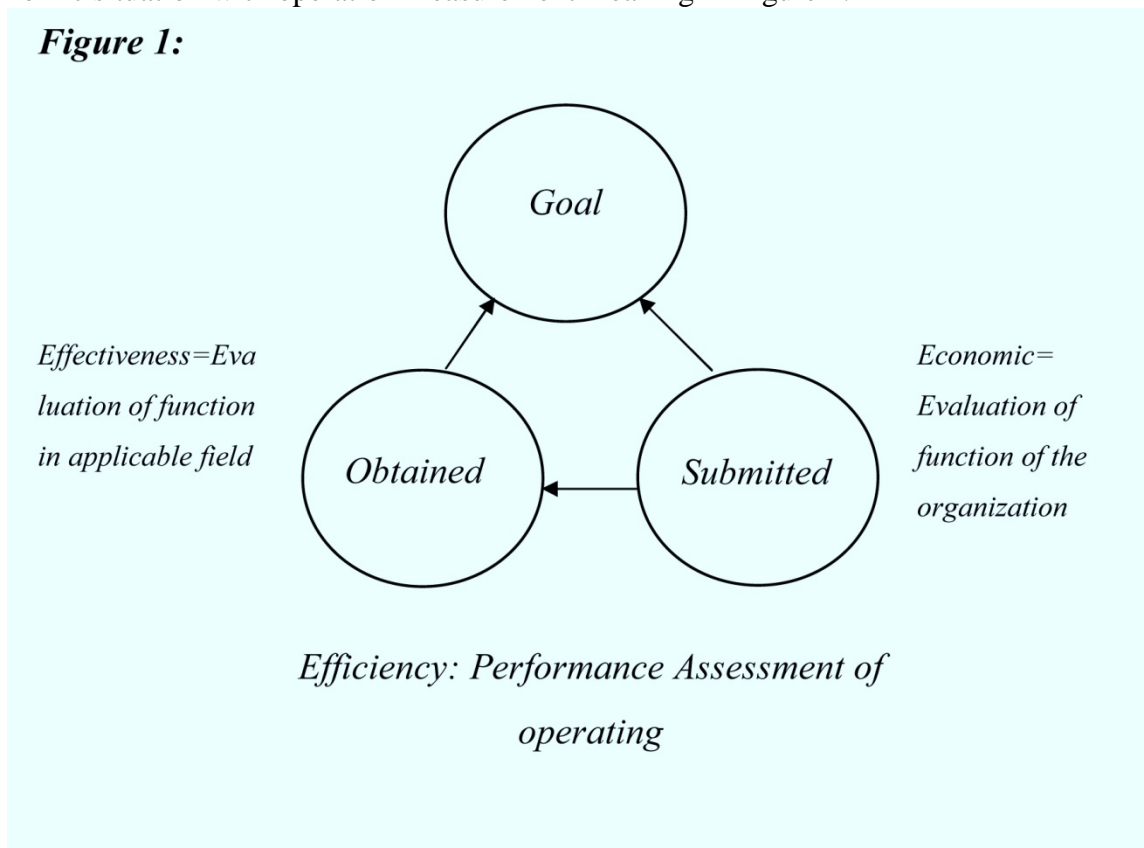 Figure 1:
Goal
Effectiveness=Eva
luation of function
in applicable field
Economic=
Evaluation of
function of the
organization
Obtained
Submitted
Efficiency: Performance Assessment of
operating